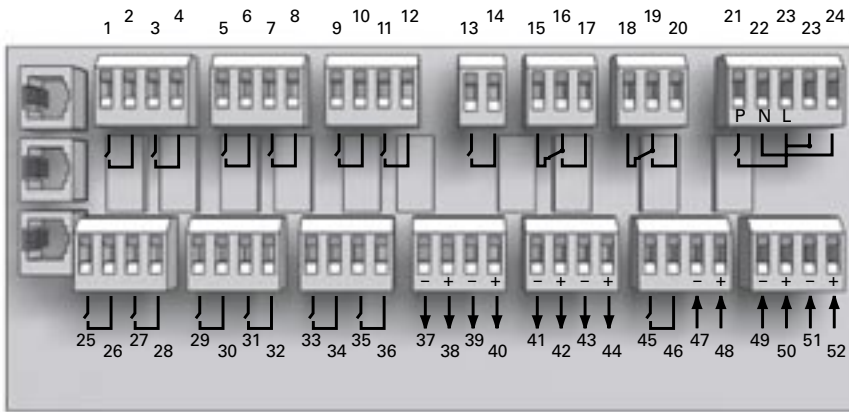 1 2 3 4 5 6 7 8 9 10 11 12 13 14 15 16 17 18 19 20 21 22 23 23 24
P N L
− + − + − + − + − + − + − +
25 26 27 28 29 30 31 32 33 34 35 36 37 38 39 40 41 42 43 44 45 46 47 48 49 50 51 52